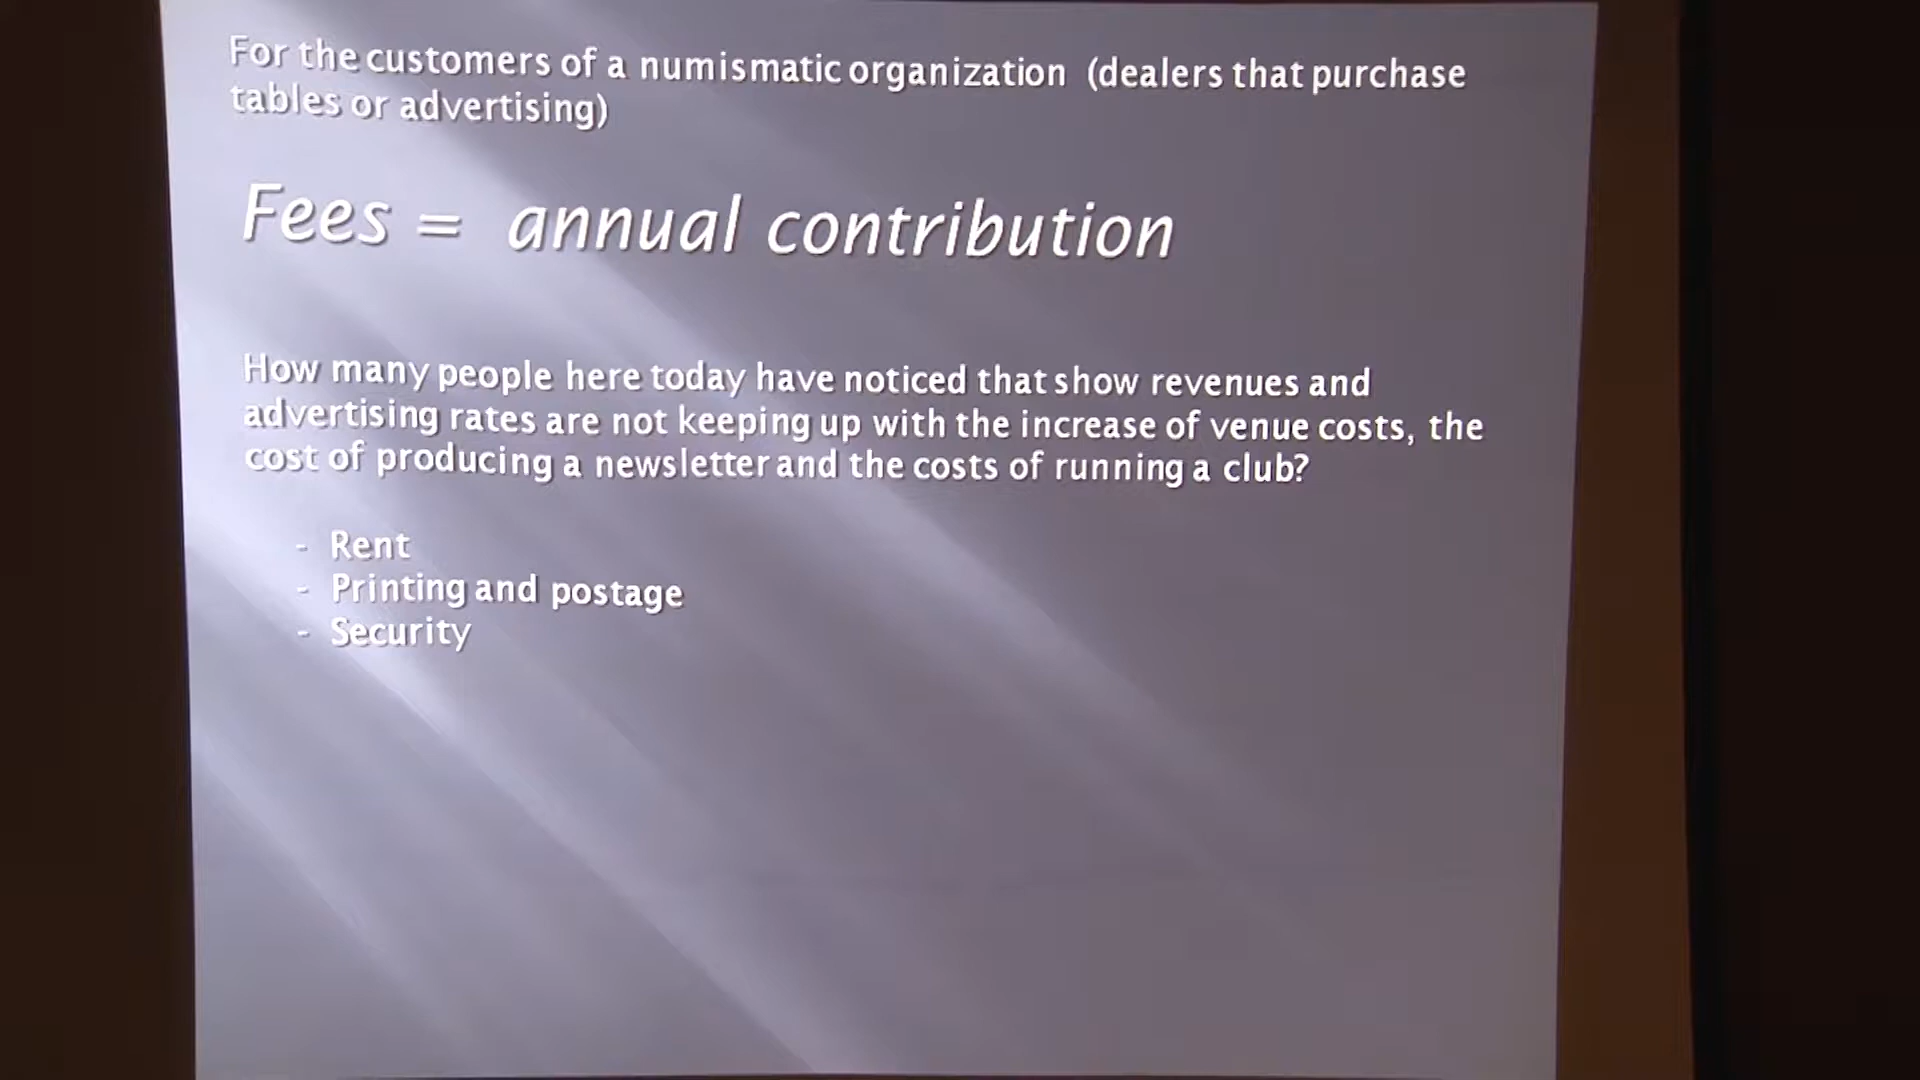 For the customers of a numismatic organization (dealers that purchase
tables or advertising)
Fees = annual contribution
How many people here today have noticed that show revenues and
advertising rates are not keeping up with the increase of venue costs, the
cost of producing a newsletter and the costs of running a club?
- Rent
- Printing and postage
- Security